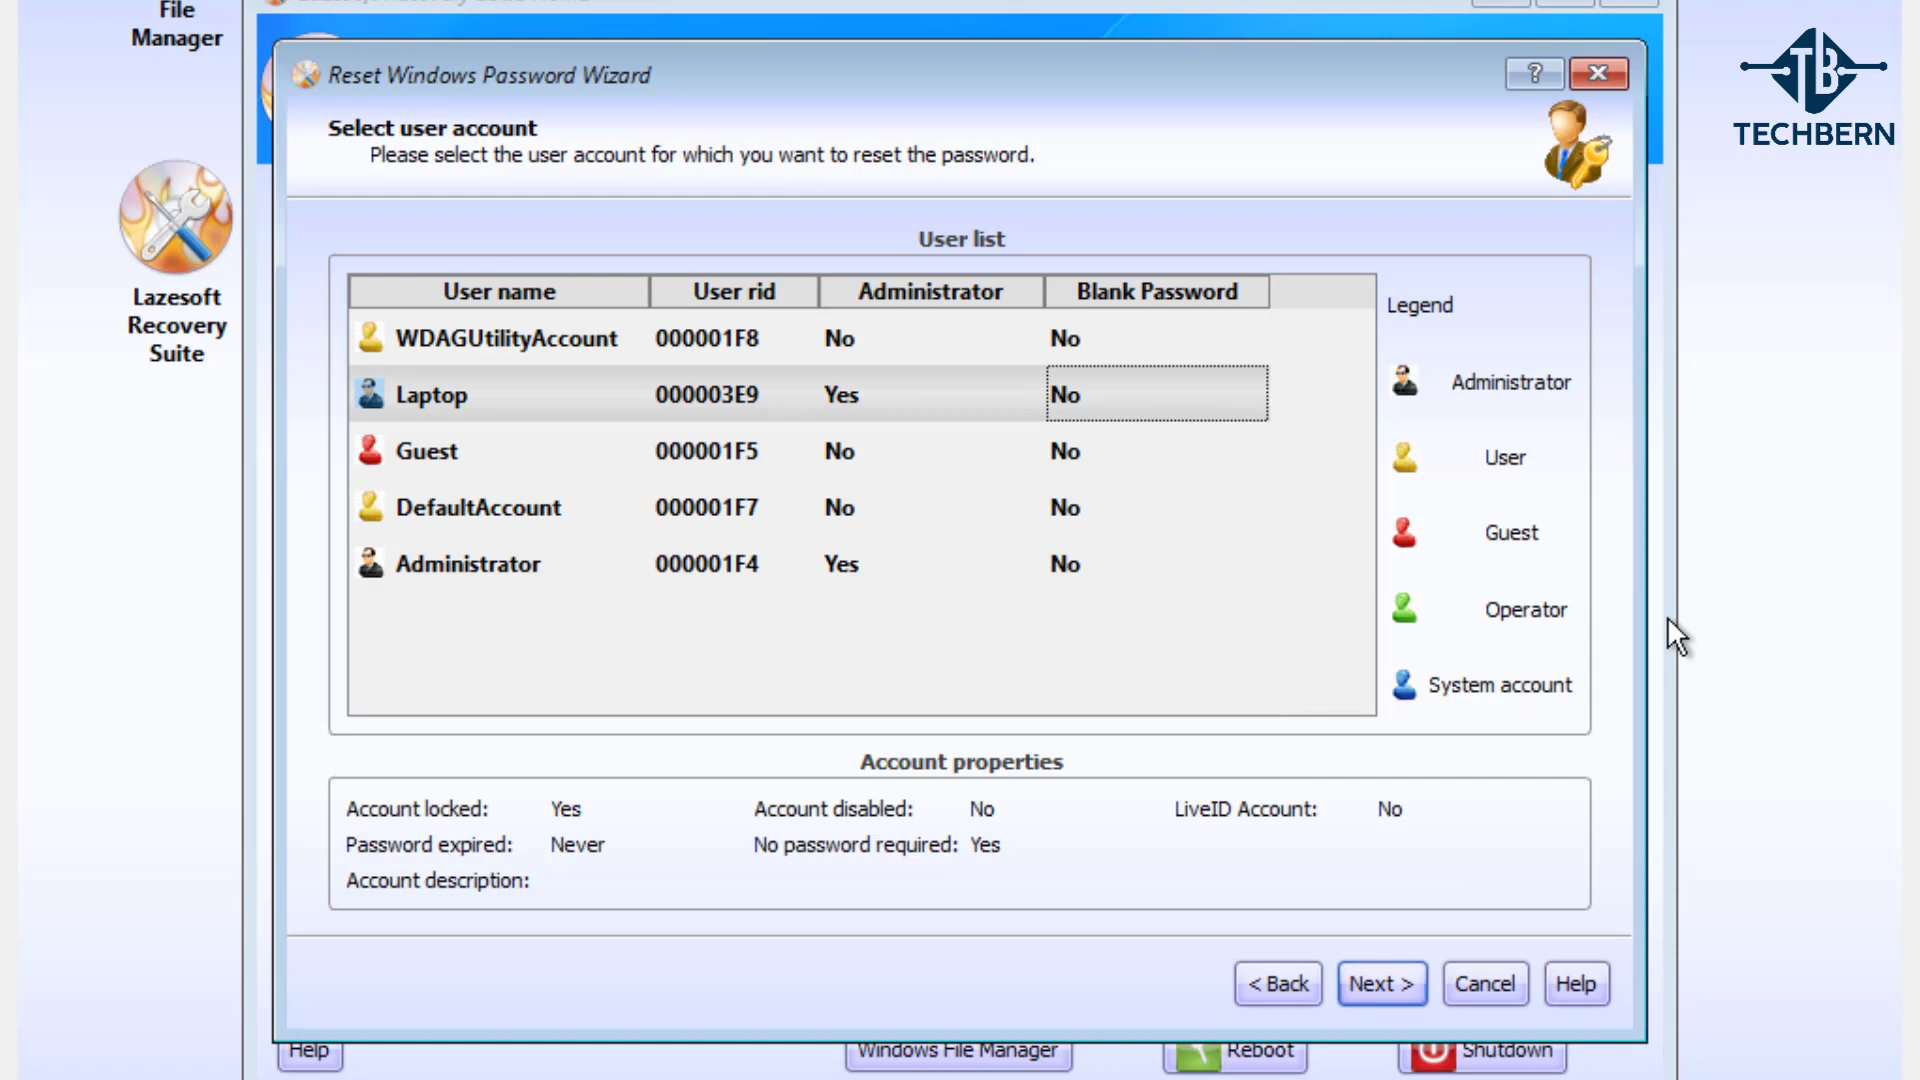 File
Manager
TECHBERN
Reset Windows Password Wizard
?
Select user account
Please select the user account for which you want to reset the password.
Lazesoft
Recovery
Suite
User list
User name User rid Administrator Blank Password
WDAGUtilityAccount 000001F8 No No
Laptop 000003E9 Yes No
Guest 000001F5 No No
DefaultAccount 000001F7 No No
Administrator 000001F4 Yes No
Legend
Administrator
User
Guest
Operator
System account
Account properties
Account locked: Yes Account disabled: No LiveID Account: No
Password expired: Never No password required: Yes
Account description:
< Back Next > Cancel Help
Help Windows File Manager Reboot Shutdown